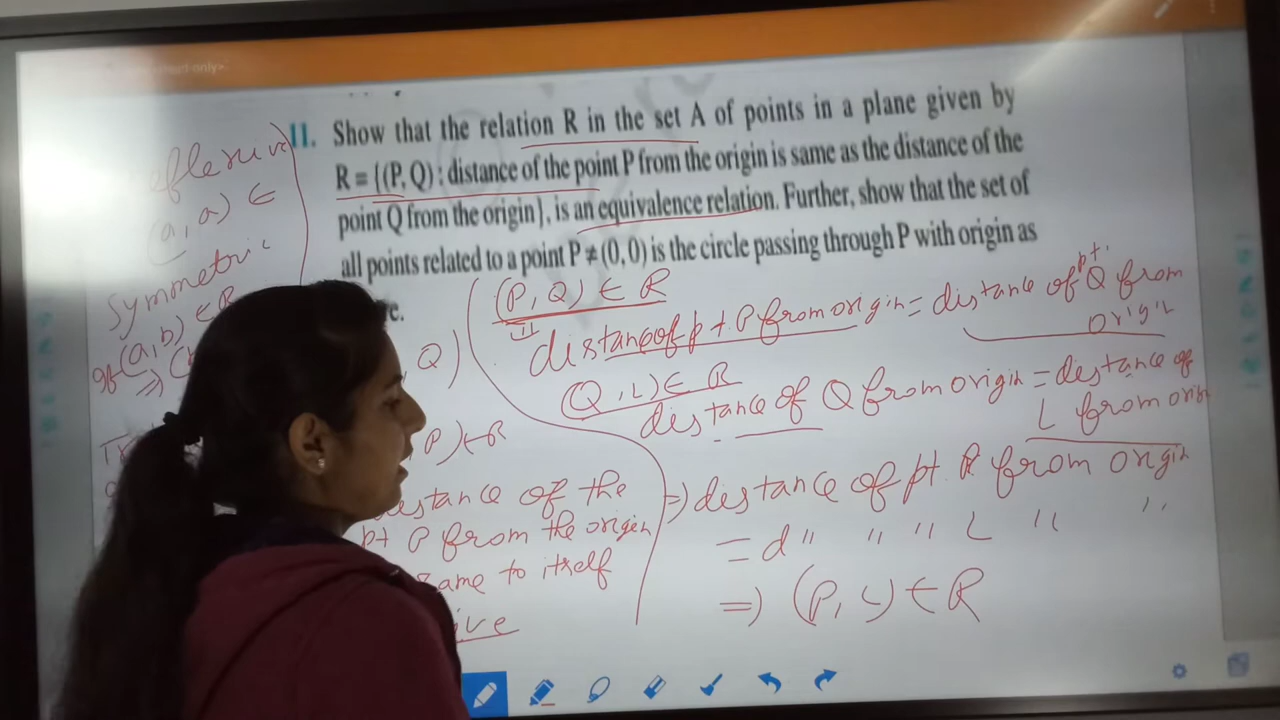 11. Show that the relation R in the set A of points in a plane given by
R = {(P, Q) : distance of the point P from the origin is same as the distance of the
point Q from the origin}, is an equivalence relation. Further, show that the set of
all points related to a point P ≠ (0, 0) is the circle passing through P with origin as
re.
(a, a) ∈
Symmetric
If (a, b) ∈ R
⇒
, Q)
, P) ∈ R
distance of the
pt P from the origin
same to itself
ive
(P, Q) ∈ R
distance of pt P from origin = distance of pt. Q from
origin
(Q, L) ∈ R
distance of Q from origin = distance of
L from origin
⇒ distance of pt. P from origin
= d " " " L " "
⇒ (P, L) ∈ R